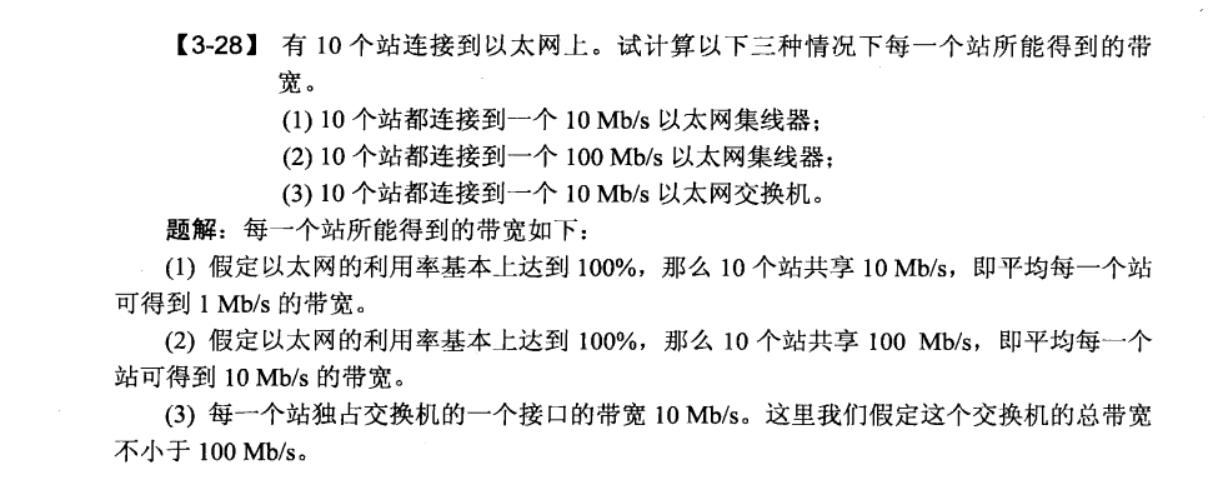 【3-28】 有 10 个站连接到以太网上。试计算以下三种情况下每一个站所能得到的带
宽。
(1) 10 个站都连接到一个 10 Mb/s 以太网集线器；
(2) 10 个站都连接到一个 100 Mb/s 以太网集线器；
(3) 10 个站都连接到一个 10 Mb/s 以太网交换机。
题解：每一个站所能得到的带宽如下：
(1) 假定以太网的利用率基本上达到 100%，那么 10 个站共享 10 Mb/s，即平均每一个站
可得到 1 Mb/s 的带宽。
(2) 假定以太网的利用率基本上达到 100%，那么 10 个站共享 100 Mb/s，即平均每一个
站可得到 10 Mb/s 的带宽。
(3) 每一个站独占交换机的一个接口的带宽 10 Mb/s。这里我们假定这个交换机的总带宽
不小于 100 Mb/s。